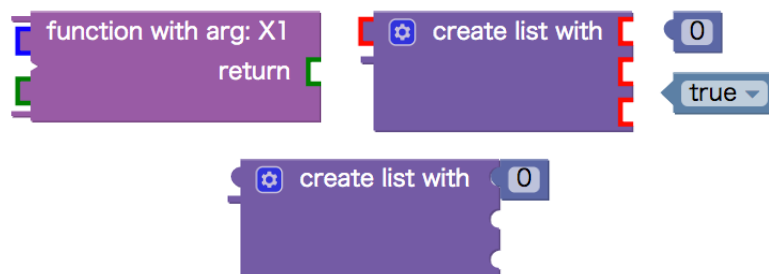 function with arg: X1
return
create list with
0
true
create list with
0